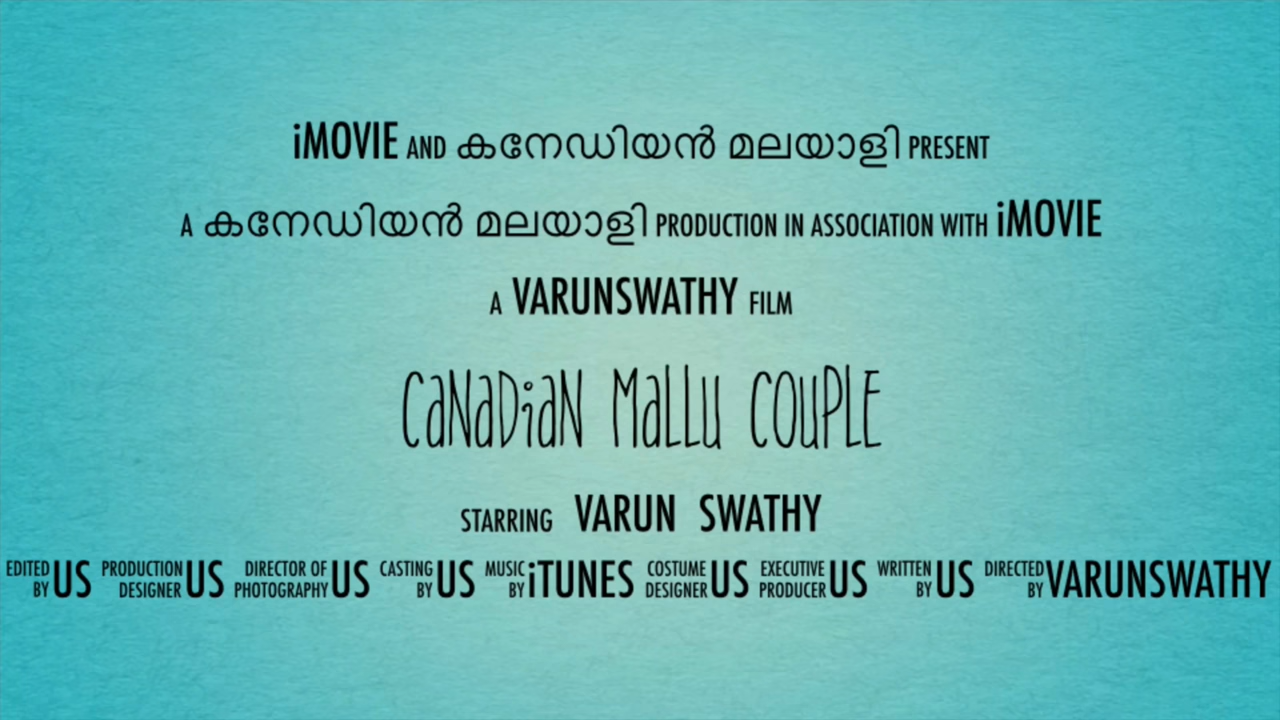 iMOVIE AND കനേഡിയൻ മലയാളി PRESENT
A കനേഡിയൻ മലയാളി PRODUCTION IN ASSOCIATION WITH iMOVIE
A VARUNSWATHY FILM
CaNaDiaN MaLLU COUPLE
STARRING VARUN SWATHY
EDITED BY US PRODUCTION DESIGNER US DIRECTOR OF PHOTOGRAPHY US CASTING BY US MUSIC BY iTUNES COSTUME DESIGNER US EXECUTIVE PRODUCER US WRITTEN BY US DIRECTED BY VARUNSWATHY